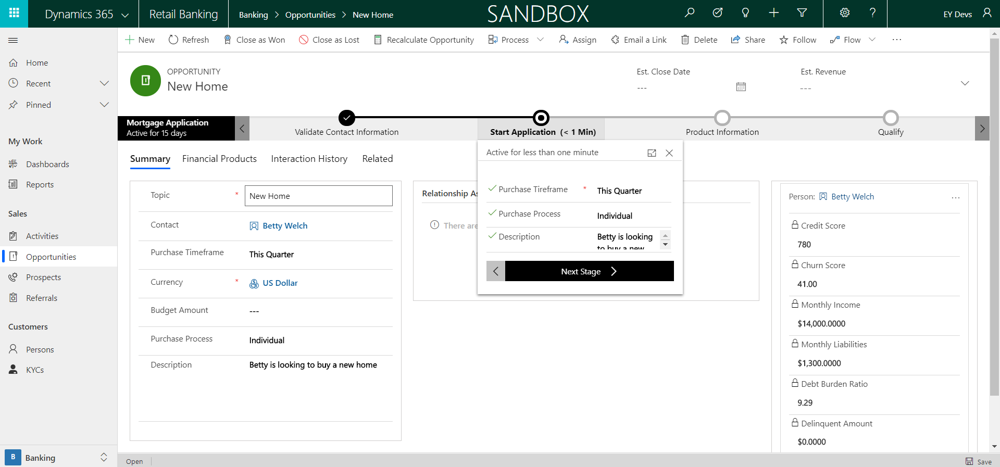 Dynamics 365
Retail Banking
Banking > Opportunities > New Home
SANDBOX
EY Devs
New
Refresh
Close as Won
Close as Lost
Recalculate Opportunity
Process
Assign
Email a Link
Delete
Share
Follow
Flow
...
Home
Recent
Pinned
My Work
Dashboards
Reports
Sales
Activities
Opportunities
Prospects
Referrals
Customers
Persons
KYCs
B Banking
OPPORTUNITY
New Home
Est. Close Date
---
Est. Revenue
---
Mortgage Application
Active for 15 days
Validate Contact Information
Start Application (< 1 Min)
Product Information
Qualify
Summary
Financial Products
Interaction History
Related
Topic * New Home
Contact Betty Welch
Purchase Timeframe This Quarter
Currency * US Dollar
Budget Amount ---
Purchase Process Individual
Description Betty is looking to buy a new home
Relationship As
There are
Active for less than one minute
Purchase Tireframe * This Quarter
Purchase Process Individual
Description Betty is looking
to buy a new
Next Stage
Person: Betty Welch ...
Credit Score
780
Churn Score
41.00
Monthly Income
$14,000.0000
Monthly Liabilities
$1,300.0000
Debt Burden Ratio
9.29
Delinquent Amount
$0.0000
Open
Save